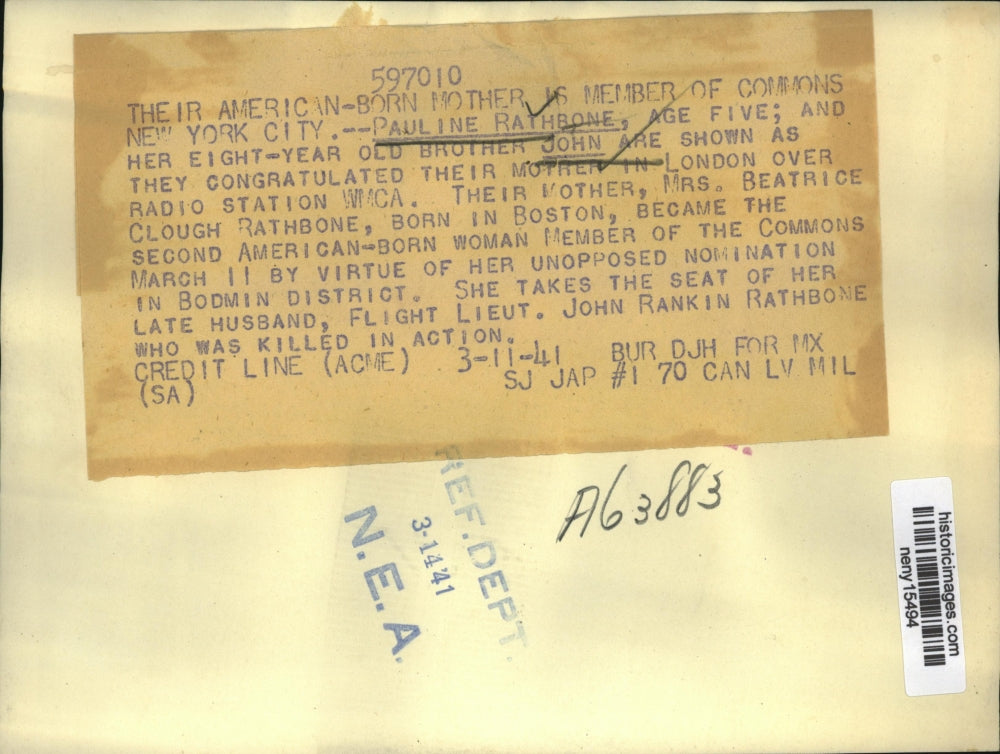 597010
THEIR AMERICAN-BORN MOTHER IS MEMBER OF COMMONS
NEW YORK CITY.--PAULINE RATHBONE, AGE FIVE; AND
HER EIGHT-YEAR OLD BROTHER JOHN ARE SHOWN AS
THEY CONGRATULATED THEIR MOTHER IN LONDON OVER
RADIO STATION WMCA. THEIR MOTHER, MRS. BEATRICE
CLOUGH RATHBONE, BORN IN BOSTON, BECAME THE
SECOND AMERICAN-BORN WOMAN MEMBER OF THE COMMONS
MARCH 11 BY VIRTUE OF HER UNOPPOSED NOMINATION
IN BODMIN DISTRICT. SHE TAKES THE SEAT OF HER
LATE HUSBAND, FLIGHT LIEUT. JOHN RANKIN RATHBONE
WHO WAS KILLED IN ACTION.
CREDIT LINE (ACME) 3-11-41 BUR DJH FOR MX
(SA) SJ JAP #1 70 CAN LV MIL
REF. DEPT.
3-14'41
N.E.A.
A63883
historicimages.com
neny15494